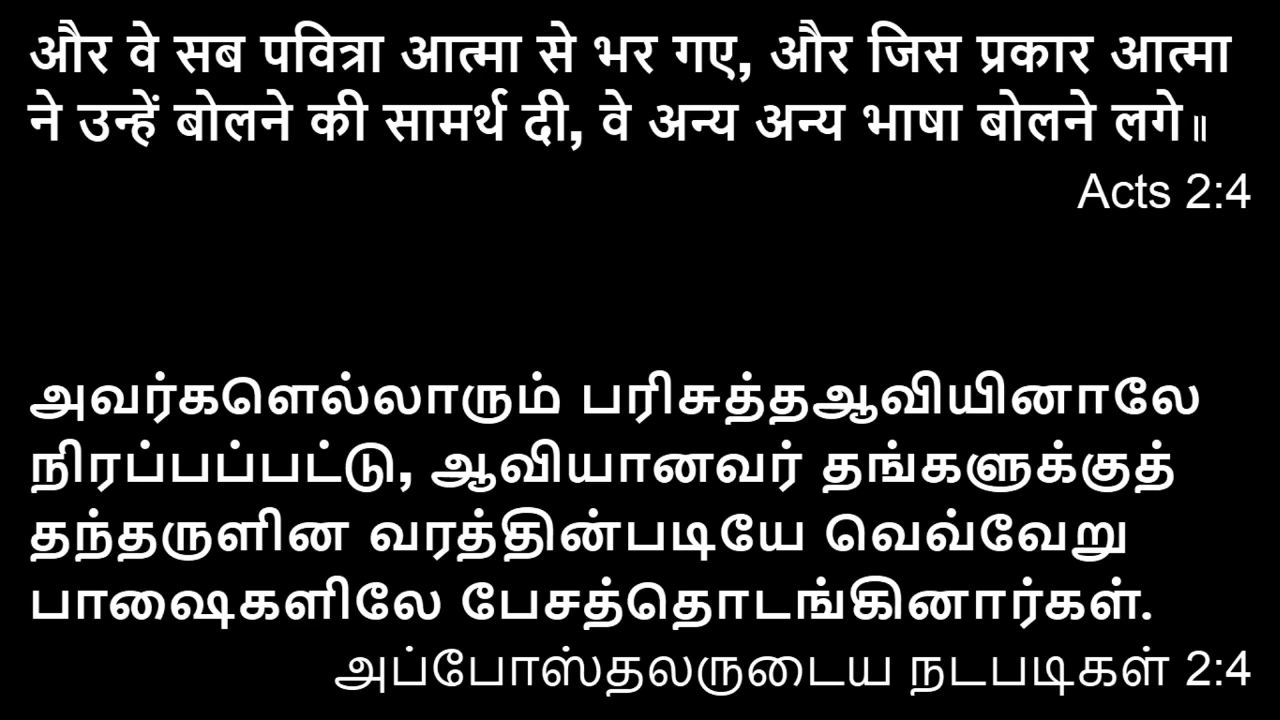 और वे सब पवित्रा आत्मा से भर गए, और जिस प्रकार आत्मा
ने उन्हें बोलने की सामर्थ दी, वे अन्य अन्य भाषा बोलने लगे॥
Acts 2:4
அவர்களெல்லாரும் பரிசுத்தஆவியினாலே
நிரப்பப்பட்டு, ஆவியானவர் தங்களுக்குத்
தந்தருளின வரத்தின்படியே வெவ்வேறு
பாஷைகளிலே பேசத்தொடங்கினார்கள்.
அப்போஸ்தலருடைய நடபடிகள் 2:4